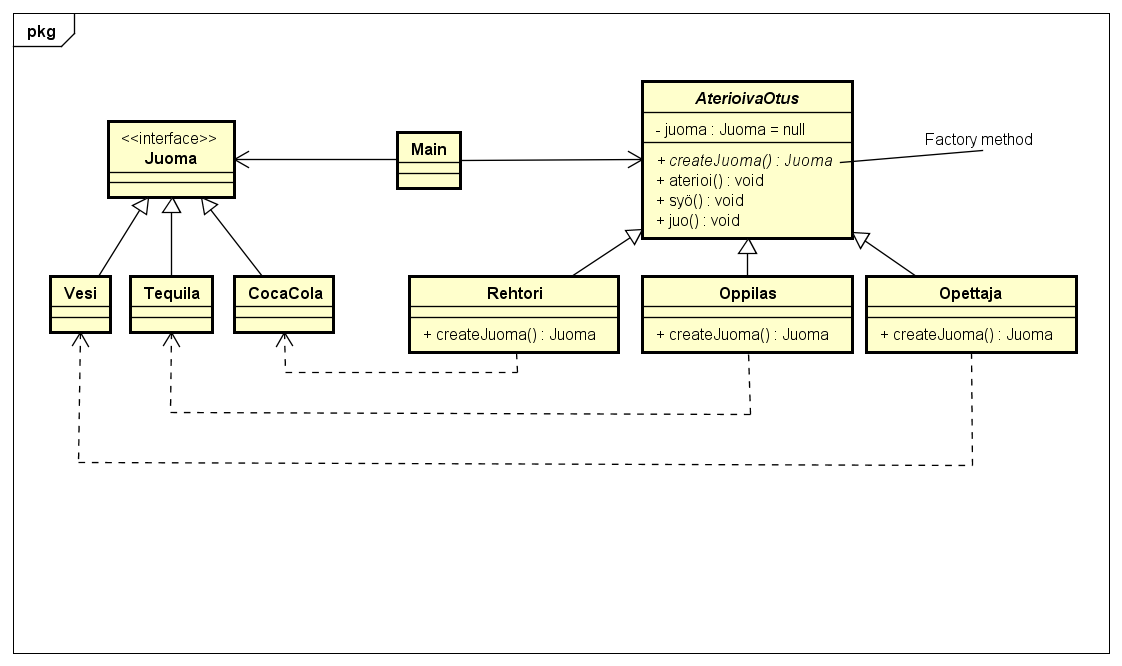 pkg
<<interface>>
Juoma
Main
AterioivaOtus
- juoma : Juoma = null
+ createJuoma() : Juoma
+ aterioi() : void
+ syö() : void
+ juo() : void
Factory method
Vesi
Tequila
CocaCola
Rehtori
+ createJuoma() : Juoma
Oppilas
+ createJuoma() : Juoma
Opettaja
+ createJuoma() : Juoma